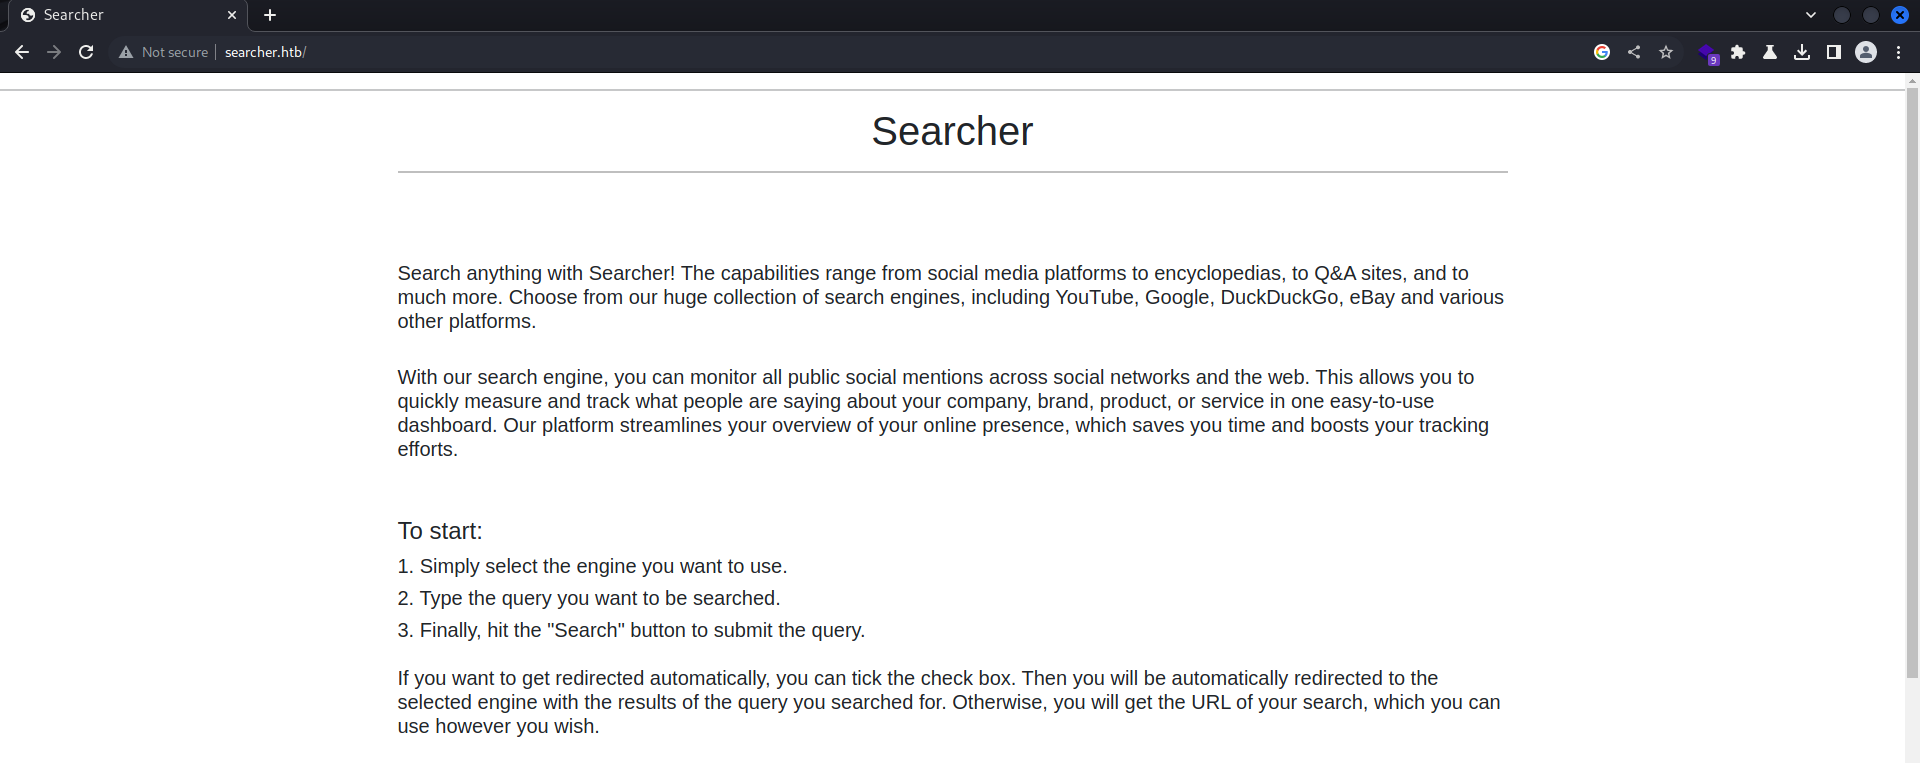 Searcher
Not secure searcher.htb/
9
Searcher
Search anything with Searcher! The capabilities range from social media platforms to encyclopedias, to Q&A sites, and to
much more. Choose from our huge collection of search engines, including YouTube, Google, DuckDuckGo, eBay and various
other platforms.
With our search engine, you can monitor all public social mentions across social networks and the web. This allows you to
quickly measure and track what people are saying about your company, brand, product, or service in one easy-to-use
dashboard. Our platform streamlines your overview of your online presence, which saves you time and boosts your tracking
efforts.
To start:
1. Simply select the engine you want to use.
2. Type the query you want to be searched.
3. Finally, hit the "Search" button to submit the query.
If you want to get redirected automatically, you can tick the check box. Then you will be automatically redirected to the
selected engine with the results of the query you searched for. Otherwise, you will get the URL of your search, which you can
use however you wish.